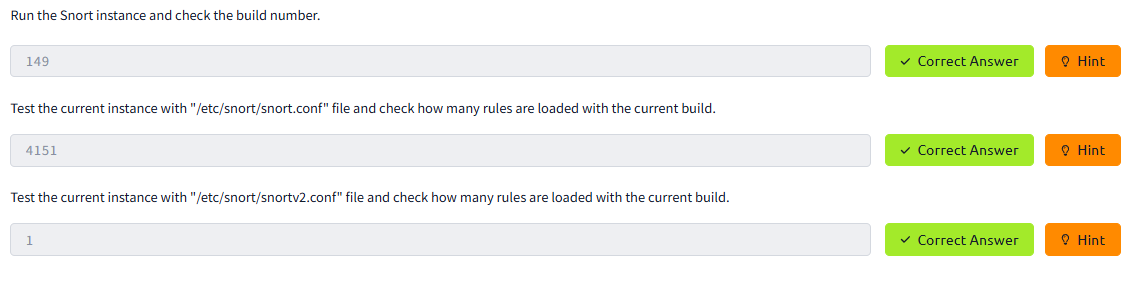 Run the Snort instance and check the build number.
149
Correct Answer
Hint
Test the current instance with "/etc/snort/snort.conf" file and check how many rules are loaded with the current build.
4151
Correct Answer
Hint
Test the current instance with "/etc/snort/snortv2.conf" file and check how many rules are loaded with the current build.
1
Correct Answer
Hint